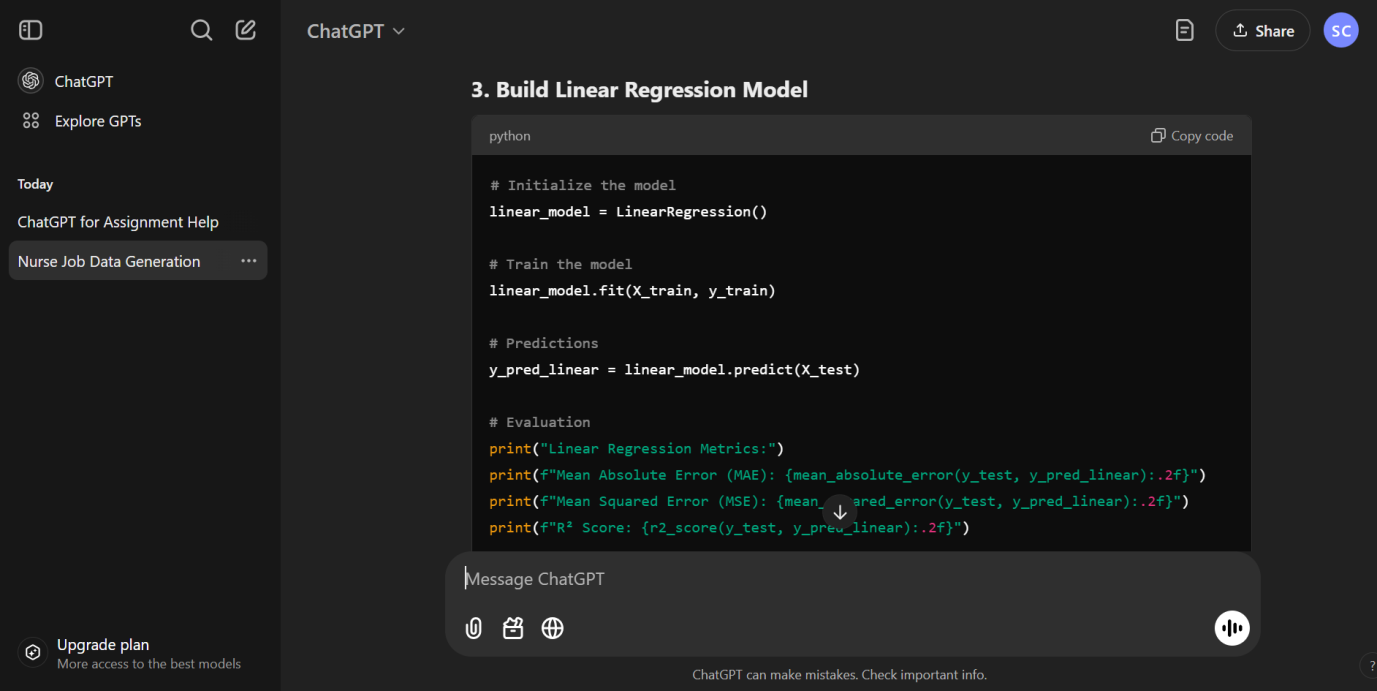 ChatGPT
Share
SC
ChatGPT
Explore GPTs
Today
ChatGPT for Assignment Help
Nurse Job Data Generation
Upgrade plan
More access to the best models
3. Build Linear Regression Model
python
Copy code
# Initialize the model
linear_model = LinearRegression()
# Train the model
linear_model.fit(X_train, y_train)
# Predictions
y_pred_linear = linear_model.predict(X_test)
# Evaluation
print("Linear Regression Metrics:")
print(f"Mean Absolute Error (MAE): {mean_absolute_error(y_test, y_pred_linear):.2f}")
print(f"Mean Squared Error (MSE): {mean_squared_error(y_test, y_pred_linear):.2f}")
print(f"R² Score: {r2_score(y_test, y_pred_linear):.2f}")
Message ChatGPT
ChatGPT can make mistakes. Check important info.
?